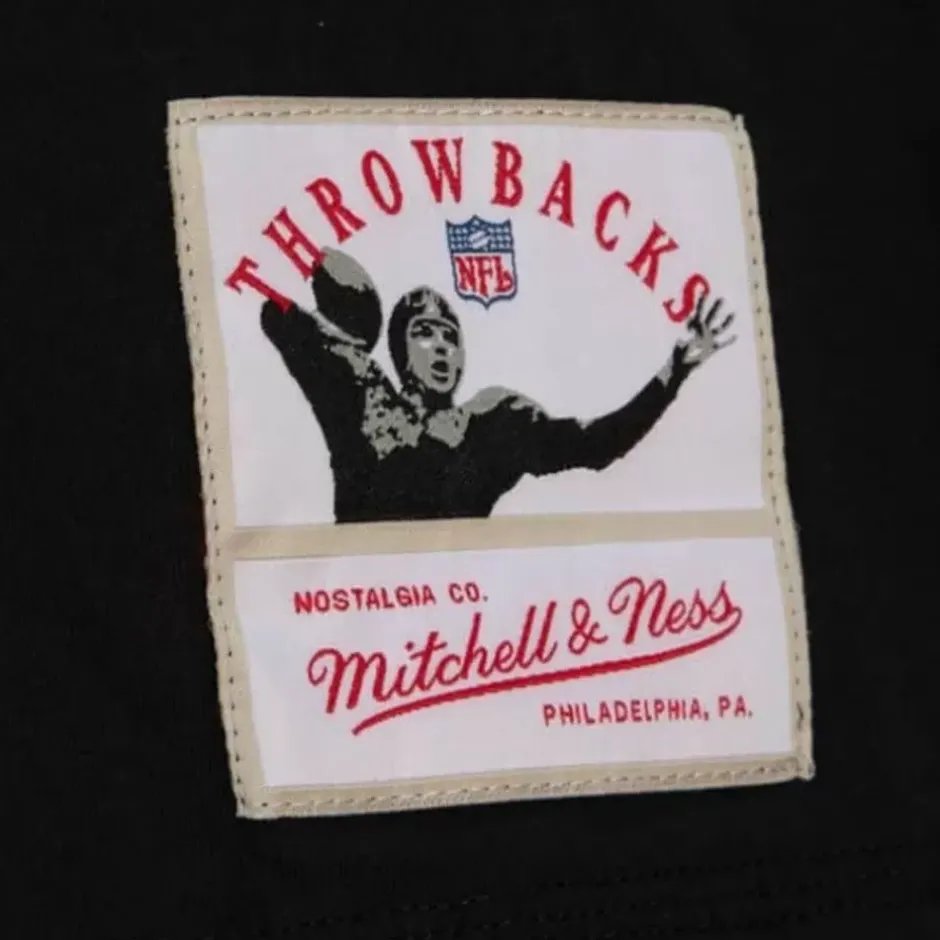 THROWBACKS
NFL
NOSTALGIA CO.
Mitchell & Ness
PHILADELPHIA, PA.